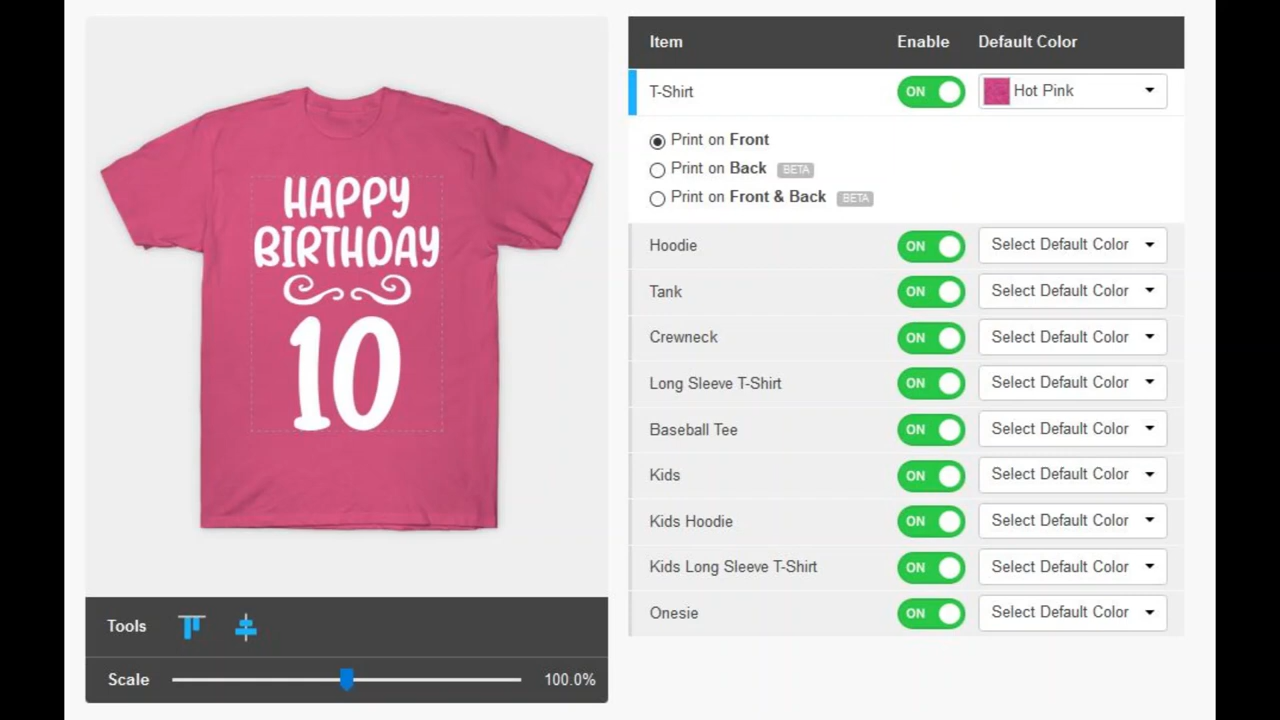 HAPPY
BIRTHDAY
10
Tools
Scale 100.0%
Item Enable Default Color
T-Shirt ON Hot Pink
Print on Front
Print on Back BETA
Print on Front & Back BETA
Hoodie ON Select Default Color
Tank ON Select Default Color
Crewneck ON Select Default Color
Long Sleeve T-Shirt ON Select Default Color
Baseball Tee ON Select Default Color
Kids ON Select Default Color
Kids Hoodie ON Select Default Color
Kids Long Sleeve T-Shirt ON Select Default Color
Onesie ON Select Default Color